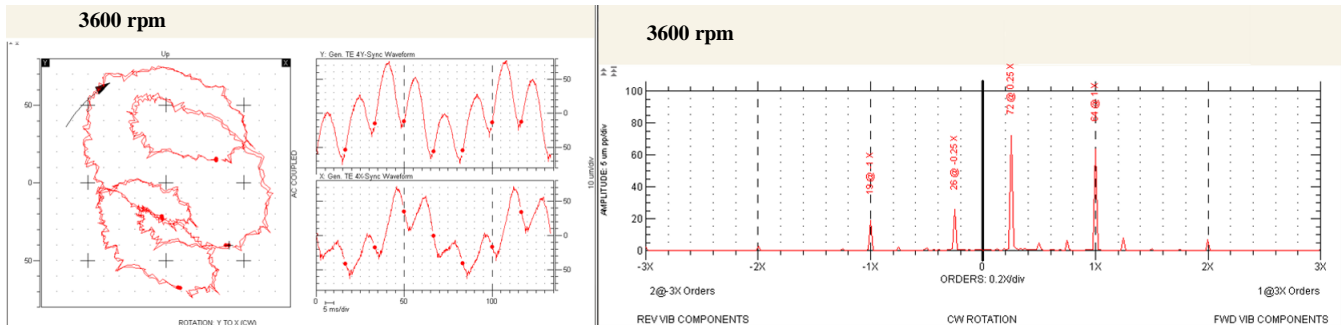 3600 rpm
Up
Y
X
50
0
50
AC COUPLED
ROTATION: Y TO X (CW)
Y: Gen. TE 4Y-Sync Waveform
50
0
50
10 um/div
X: Gen. TE 4X-Sync Waveform
50
0
50
0
50
100
5 ms/div
3600 rpm
AMPLITUDE: 5 um pp/div
100
80
60
40
20
0
19 @ -1 X
26 @ -0.25 X
72 @ 0.25 X
64 @ 1 X
-3X
-2X
-1X
0
1X
2X
3X
ORDERS: 0.2X/div
2@-3X Orders
1@3X Orders
REV VIB COMPONENTS
CW ROTATION
FWD VIB COMPONENTS